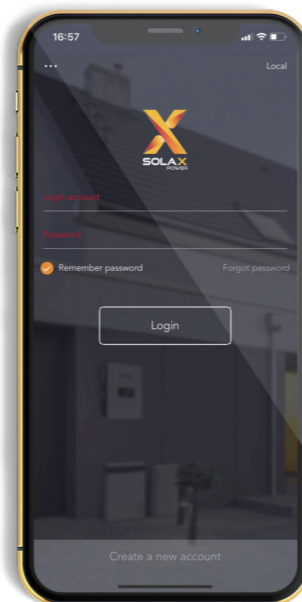 16:57
... Local
SOLAX
POWER
Login account
Password
Remember password Forgot password
Login
Create a new account